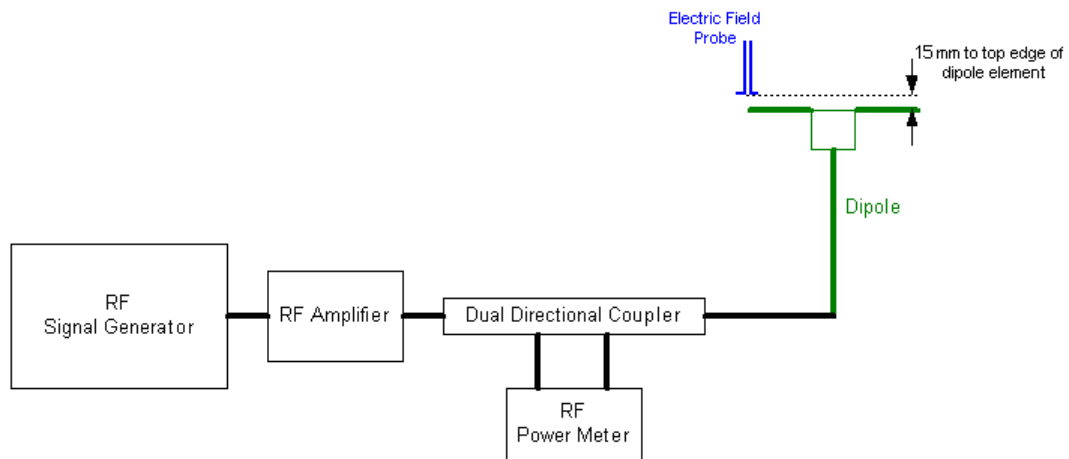 Electric Field
Probe
15 mm to top edge of
dipole element
Dipole
RF
Signal Generator
RF Amplifier
Dual Directional Coupler
RF
Power Meter